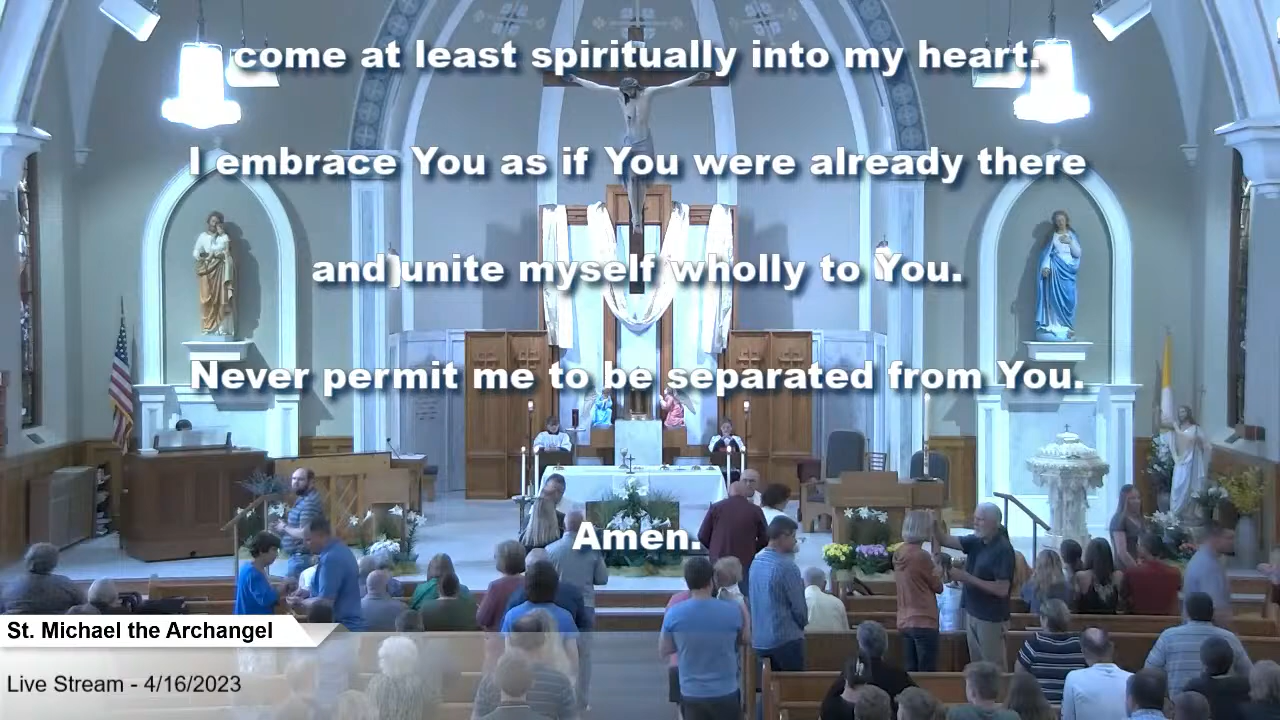 come at least spiritually into my heart.
I embrace You as if You were already there
and unite myself wholly to You.
Never permit me to be separated from You.
Amen.
St. Michael the Archangel
Live Stream - 4/16/2023